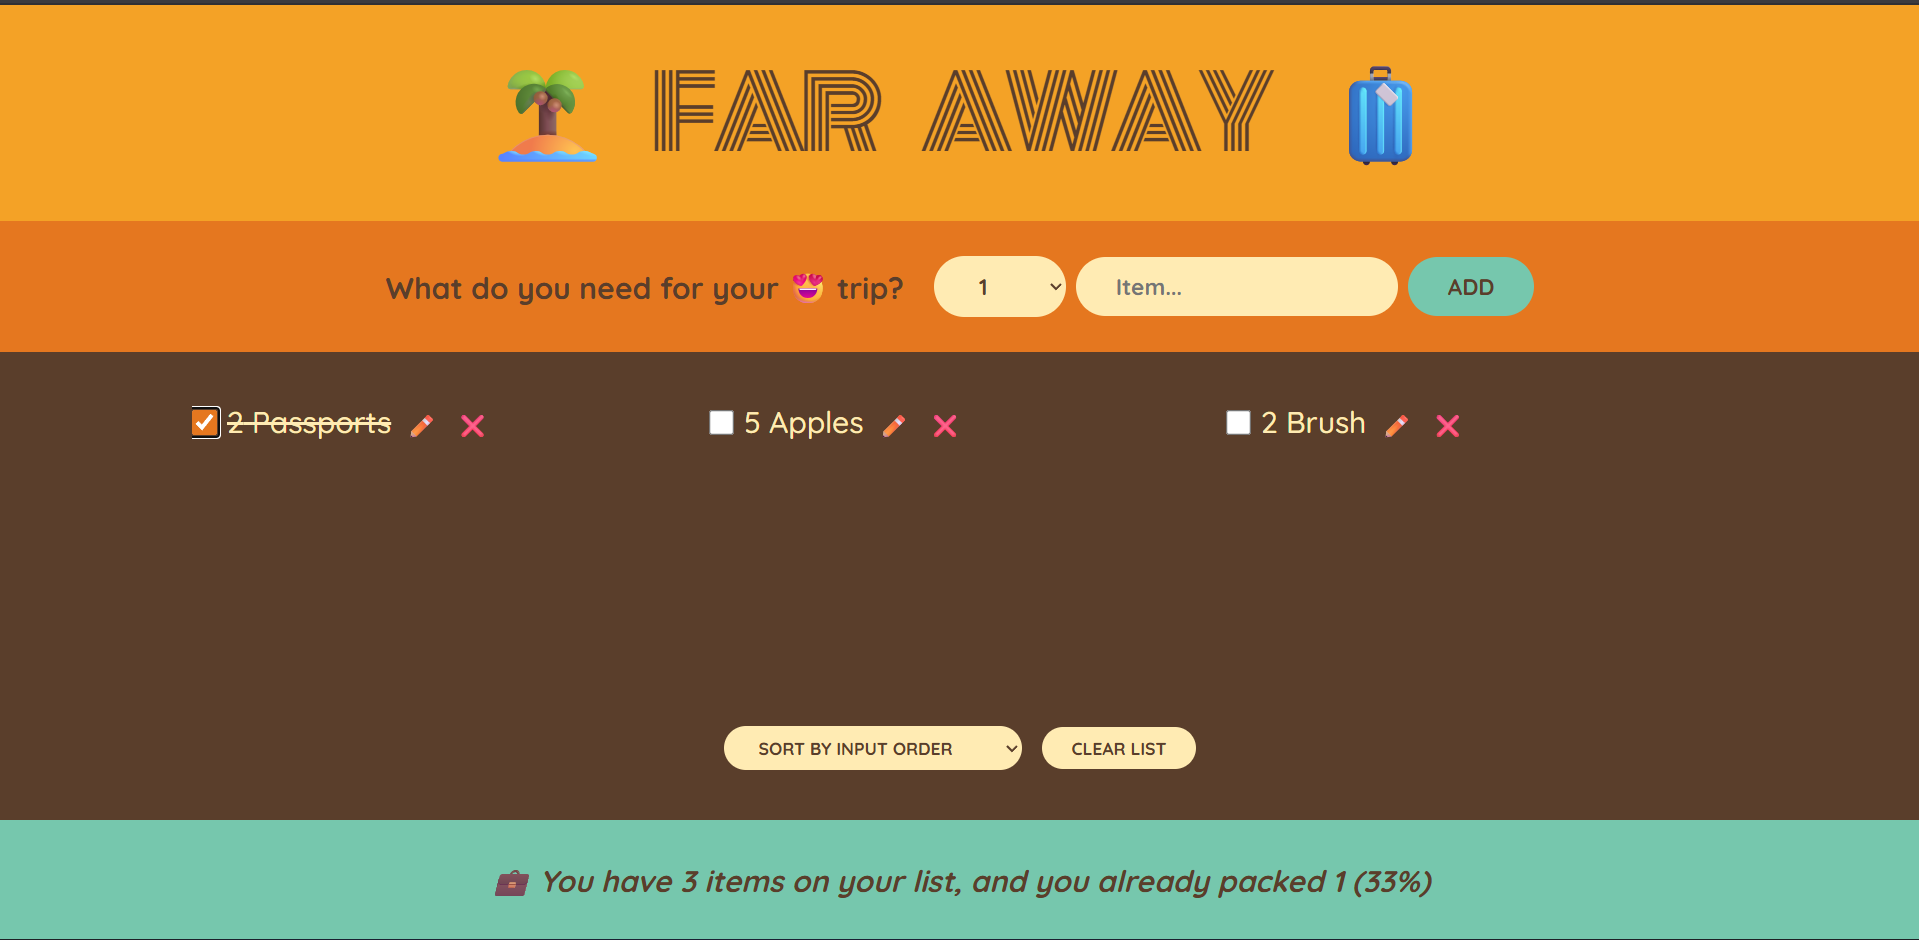 FAR AWAY
What do you need for your 😍 trip? 1 Item... ADD
2 Passports 5 Apples 2 Brush
SORT BY INPUT ORDER CLEAR LIST
You have 3 items on your list, and you already packed 1 (33%)